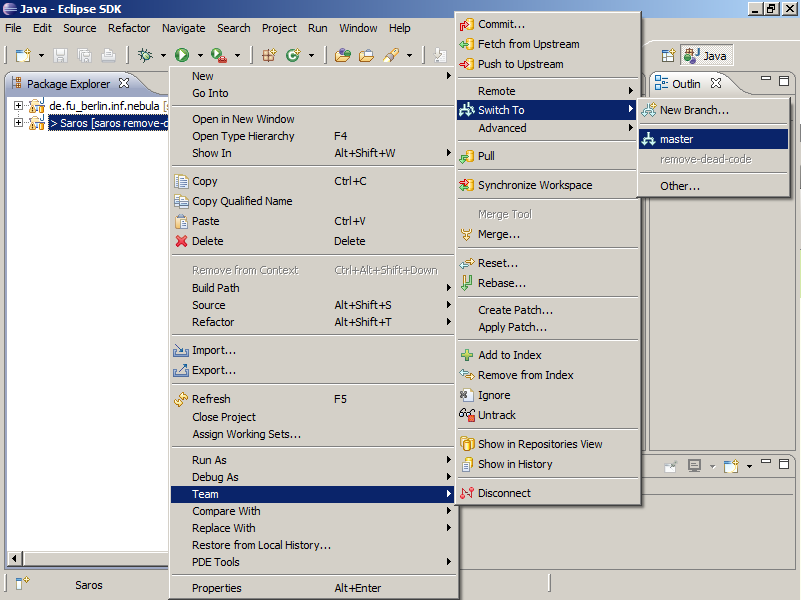 Java - Eclipse SDK
File Edit Source Refactor Navigate Search Project Run Window Help
Java
Package Explorer
de.fu_berlin.inf.nebula [
> Saros [saros remove-d
New
Go Into
Open in New Window
Open Type Hierarchy F4
Show In Alt+Shift+W
Copy Ctrl+C
Copy Qualified Name
Paste Ctrl+V
Delete Delete
Remove from Context Ctrl+Alt+Shift+Down
Build Path
Source Alt+Shift+S
Refactor Alt+Shift+T
Import...
Export...
Refresh F5
Close Project
Assign Working Sets...
Run As
Debug As
Team
Compare With
Replace With
Restore from Local History...
PDE Tools
Properties Alt+Enter
Commit...
Fetch from Upstream
Push to Upstream
Remote
Switch To
Advanced
Pull
Synchronize Workspace
Merge Tool
Merge...
Reset...
Rebase...
Create Patch...
Apply Patch...
Add to Index
Remove from Index
Ignore
Untrack
Show in Repositories View
Show in History
Disconnect
Outlin
New Branch...
master
remove-dead-code
Other...
Saros